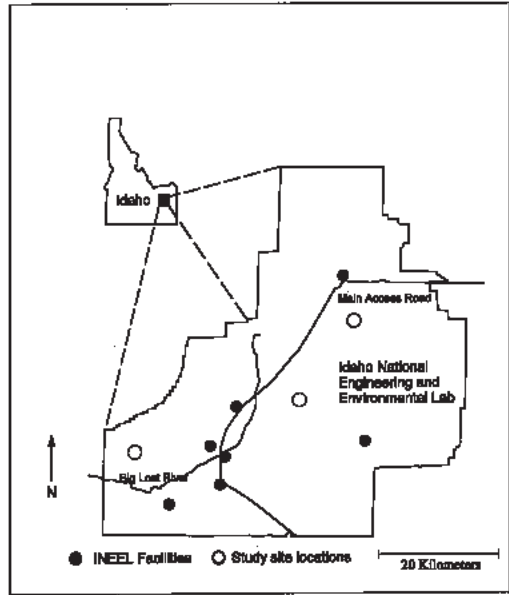 Idaho
Main Access Road
Idaho National
Engineering and
Environmental Lab
Big Lost River
N
INEEL Facilities
Study site locations
20 Kilometers